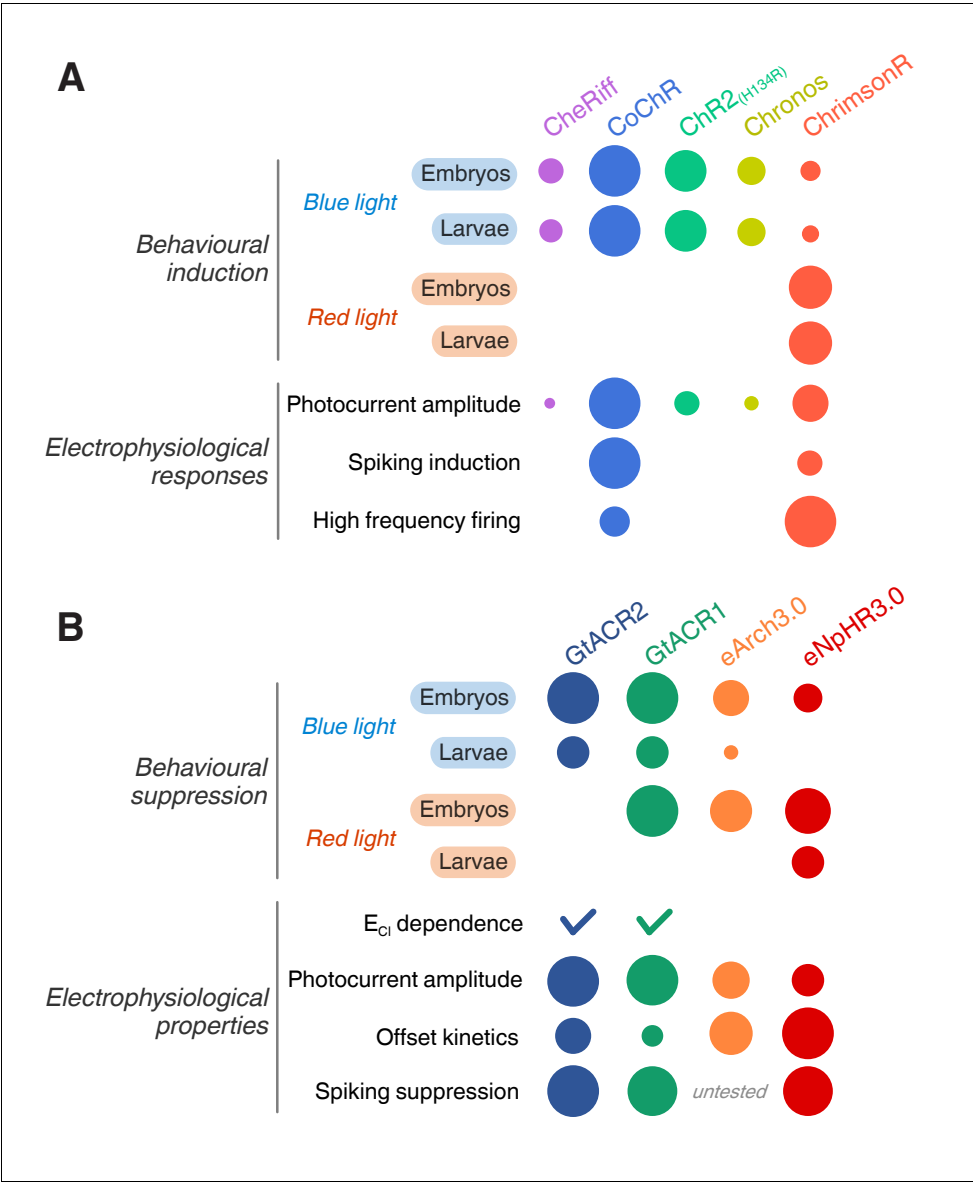 A
CheRiff CoChR ChR2(H134R) Chronos ChrimsonR
Behavioural
induction
Blue light
Embryos
Larvae
Red light
Embryos
Larvae
Electrophysiological
responses
Photocurrent amplitude
Spiking induction
High frequency firing
B
GtACR2 GtACR1 eArch3.0 eNpHR3.0
Behavioural
suppression
Blue light
Embryos
Larvae
Red light
Embryos
Larvae
Electrophysiological
properties
ECl dependence
Photocurrent amplitude
Offset kinetics
Spiking suppression untested